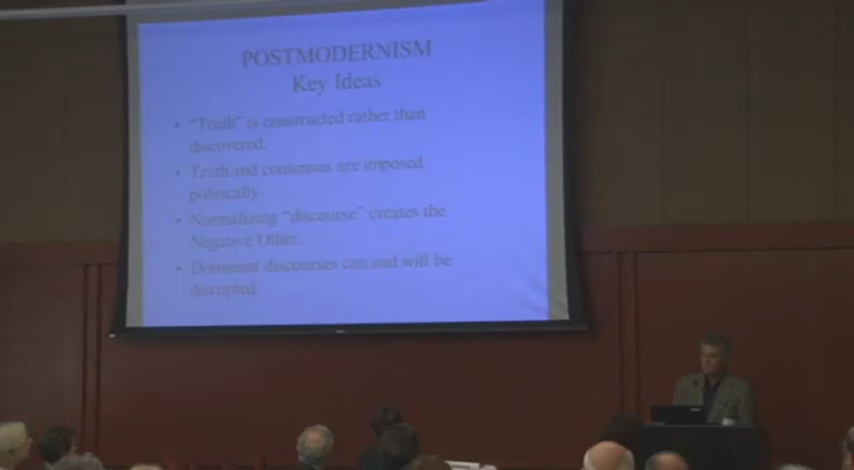 POSTMODERNISM
Key Ideas
• "Truth" is constructed rather than
discovered.
• Truth and consensus are imposed
politically.
• Normalizing "discourse" creates the
Negative Other.
• Dominant discourses can and will be
disrupted.